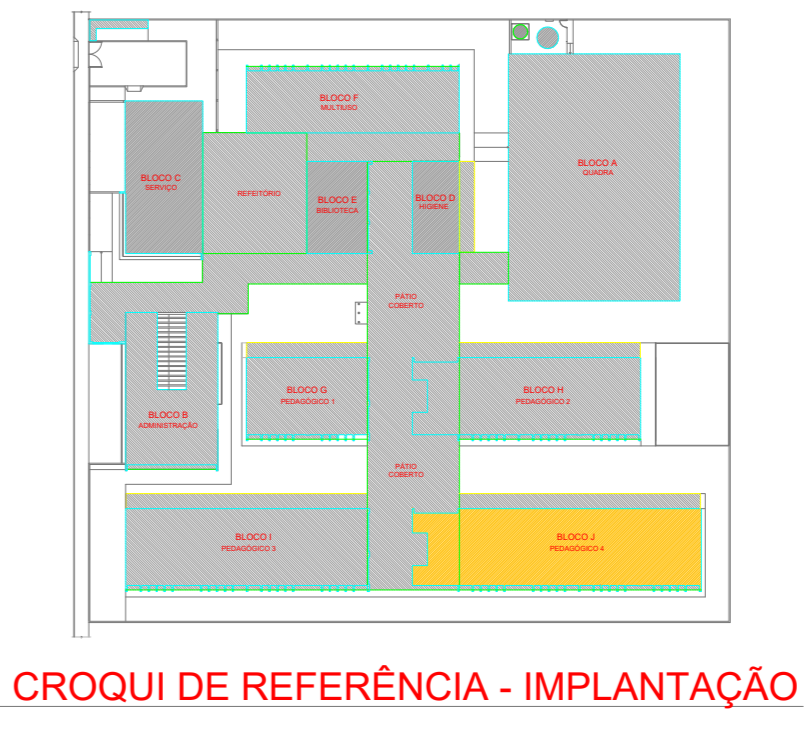 BLOCO F
MULTIUSO
BLOCO A
QUADRA
BLOCO C
SERVIÇO
REFEITÓRIO
BLOCO E
BIBLIOTECA
BLOCO D
HIGIENE
PÁTIO
COBERTO
BLOCO G
PEDAGÓGICO 1
BLOCO H
PEDAGÓGICO 2
BLOCO B
ADMINISTRAÇÃO
PÁTIO
COBERTO
BLOCO I
PEDAGÓGICO 3
BLOCO J
PEDAGÓGICO 4
CROQUI DE REFERÊNCIA - IMPLANTAÇÃO